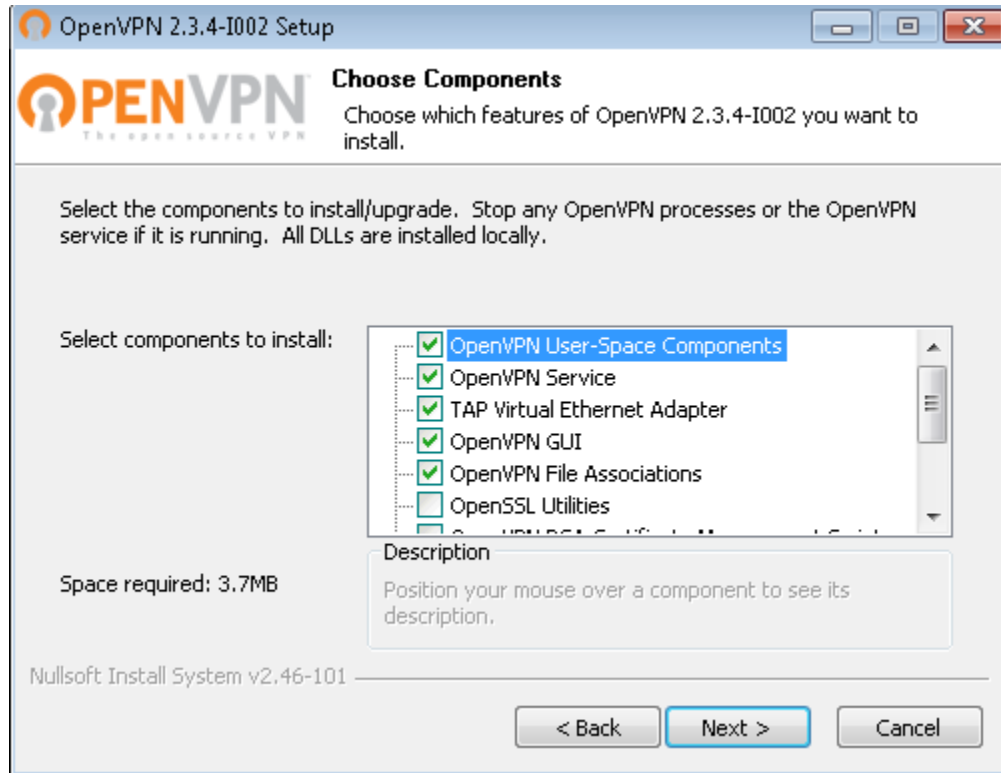 OpenVPN 2.3.4-I002 Setup
OPENVPN
The open source VPN
Choose Components
Choose which features of OpenVPN 2.3.4-I002 you want to
install.
Select the components to install/upgrade. Stop any OpenVPN processes or the OpenVPN
service if it is running. All DLLs are installed locally.
Select components to install:
OpenVPN User-Space Components
OpenVPN Service
TAP Virtual Ethernet Adapter
OpenVPN GUI
OpenVPN File Associations
OpenSSL Utilities
Space required: 3.7MB
Description
Position your mouse over a component to see its
description.
Nullsoft Install System v2.46-101
< Back
Next >
Cancel